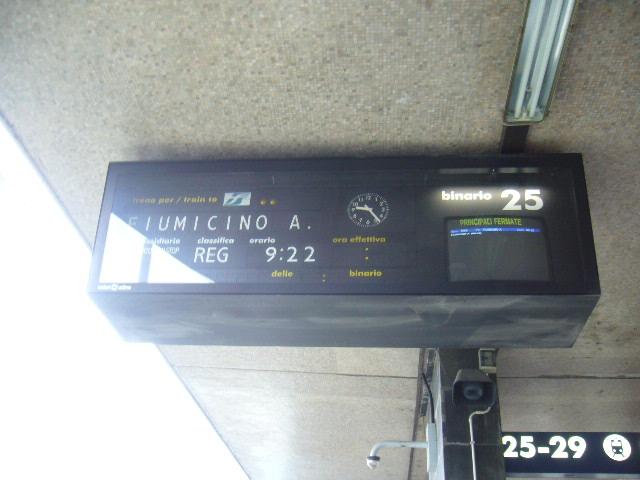 treno per / train to
FIUMICINO A.
classifica orario ora effettiva
REG 9:22 :
delle : binario
binario 25
PRINCIPALI FERMATE
25-29